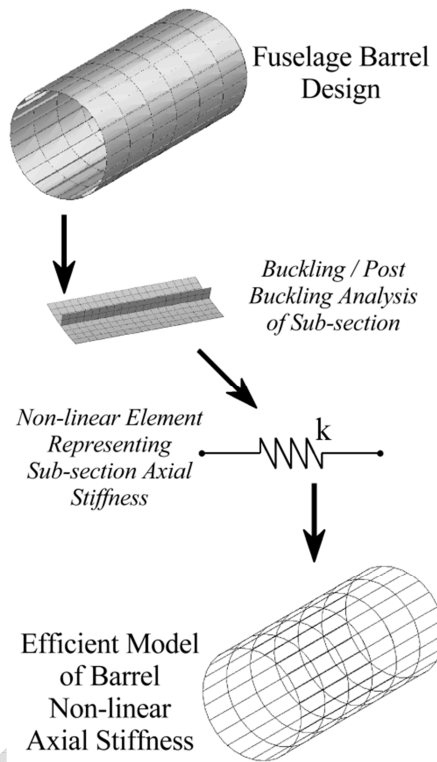 Fuselage Barrel
Design
Buckling / Post
Buckling Analysis
of Sub-section
Non-linear Element
Representing
Sub-section Axial
Stiffness
k
Efficient Model
of Barrel
Non-linear
Axial Stiffness